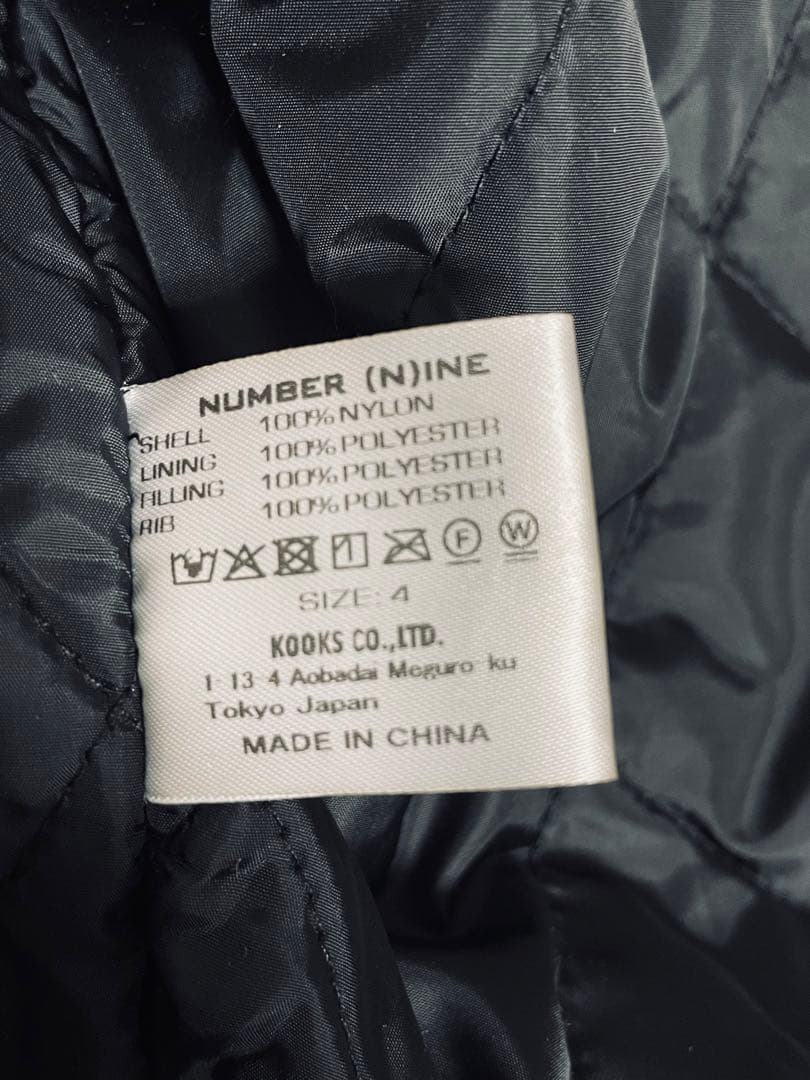 NUMBER (N)INE
SHELL 100% NYLON
LINING 100% POLYESTER
FILLING 100% POLYESTER
RIB 100% POLYESTER
F W
SIZE: 4
KOOKS CO.,LTD.
1-13-4 Aobadai Meguro-ku
Tokyo Japan
MADE IN CHINA